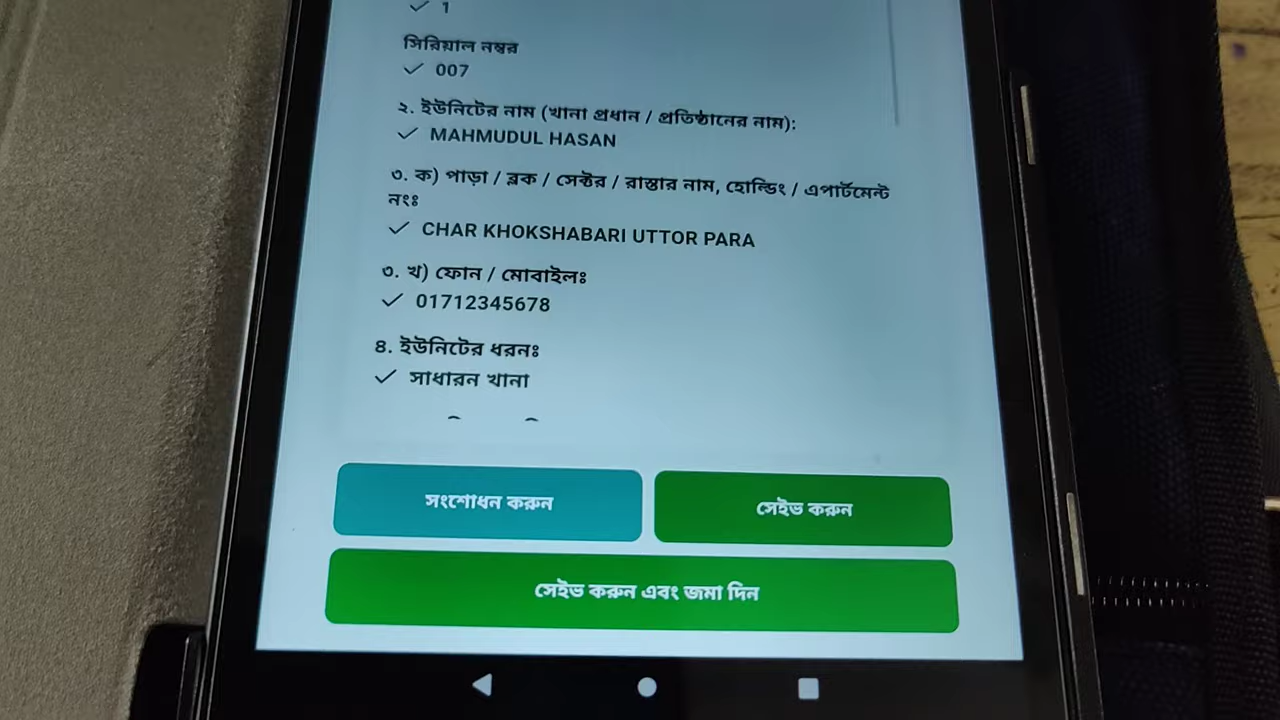 1
সিরিয়াল নম্বর
007
২. ইউনিটের নাম (খানা প্রধান / প্রতিষ্ঠানের নাম):
MAHMUDUL HASAN
৩. ক) পাড়া / ব্লক / সেক্টর / রাস্তার নাম, হোল্ডিং / এপার্টমেন্ট
নংঃ
CHAR KHOKSHABARI UTTOR PARA
৩. খ) ফোন / মোবাইলঃ
01712345678
৪. ইউনিটের ধরনঃ
সাধারন খানা
সংশোধন করুন
সেইভ করুন
সেইভ করুন এবং জমা দিন